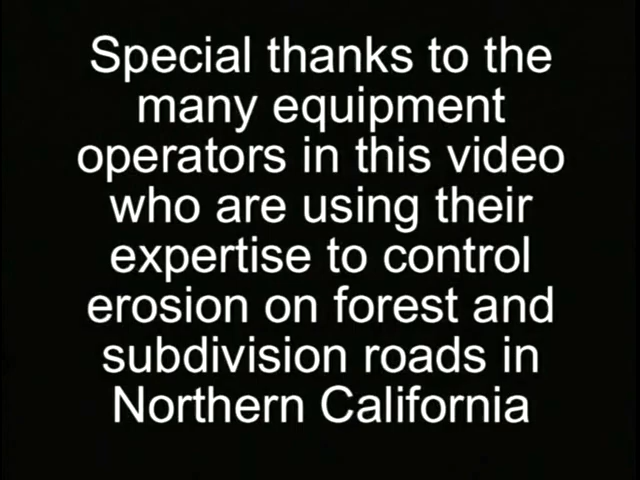 Special thanks to the
many equipment
operators in this video
who are using their
expertise to control
erosion on forest and
subdivision roads in
Northern California